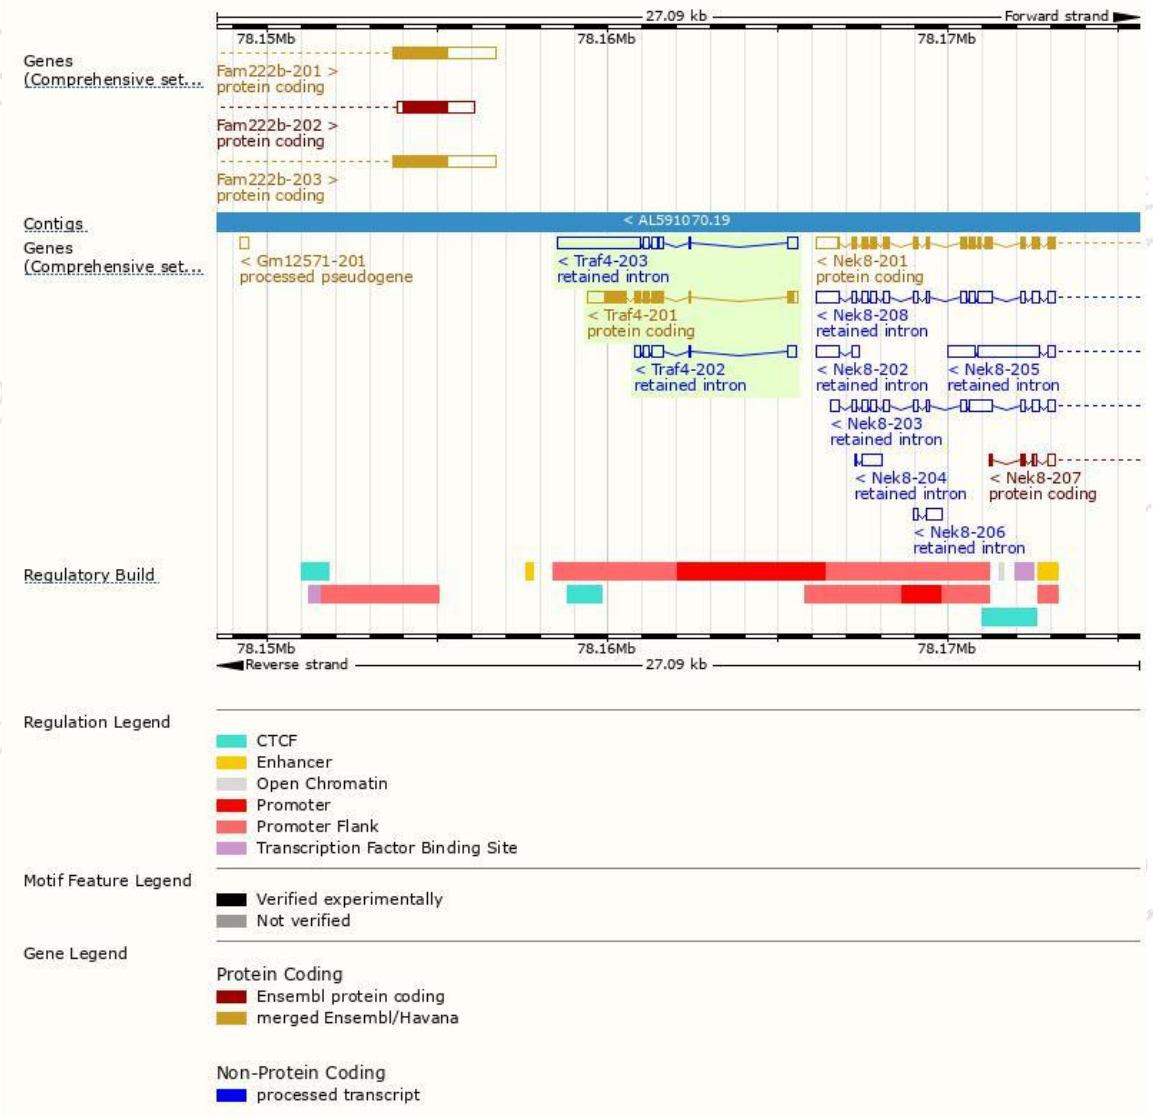 27.09 kb Forward strand
78.15Mb 78.16Mb 78.17Mb
Genes
(Comprehensive set...
Fam222b-201 >
protein coding
Fam222b-202 >
protein coding
Fam222b-203 >
protein coding
Contigs
< AL591070.19
Genes
(Comprehensive set...
< Gm12571-201
processed pseudogene
< Traf4-203
retained intron
< Nek8-201
protein coding
< Traf4-201
protein coding
< Nek8-208
retained intron
< Traf4-202
retained intron
< Nek8-202
retained intron
< Nek8-205
retained intron
< Nek8-203
retained intron
< Nek8-204
retained intron
< Nek8-207
protein coding
< Nek8-206
retained intron
Regulatory Build
78.15Mb 78.16Mb 78.17Mb
Reverse strand 27.09 kb
Regulation Legend
CTCF
Enhancer
Open Chromatin
Promoter
Promoter Flank
Transcription Factor Binding Site
Motif Feature Legend
Verified experimentally
Not verified
Gene Legend
Protein Coding
Ensembl protein coding
merged Ensembl/Havana
Non-Protein Coding
processed transcript